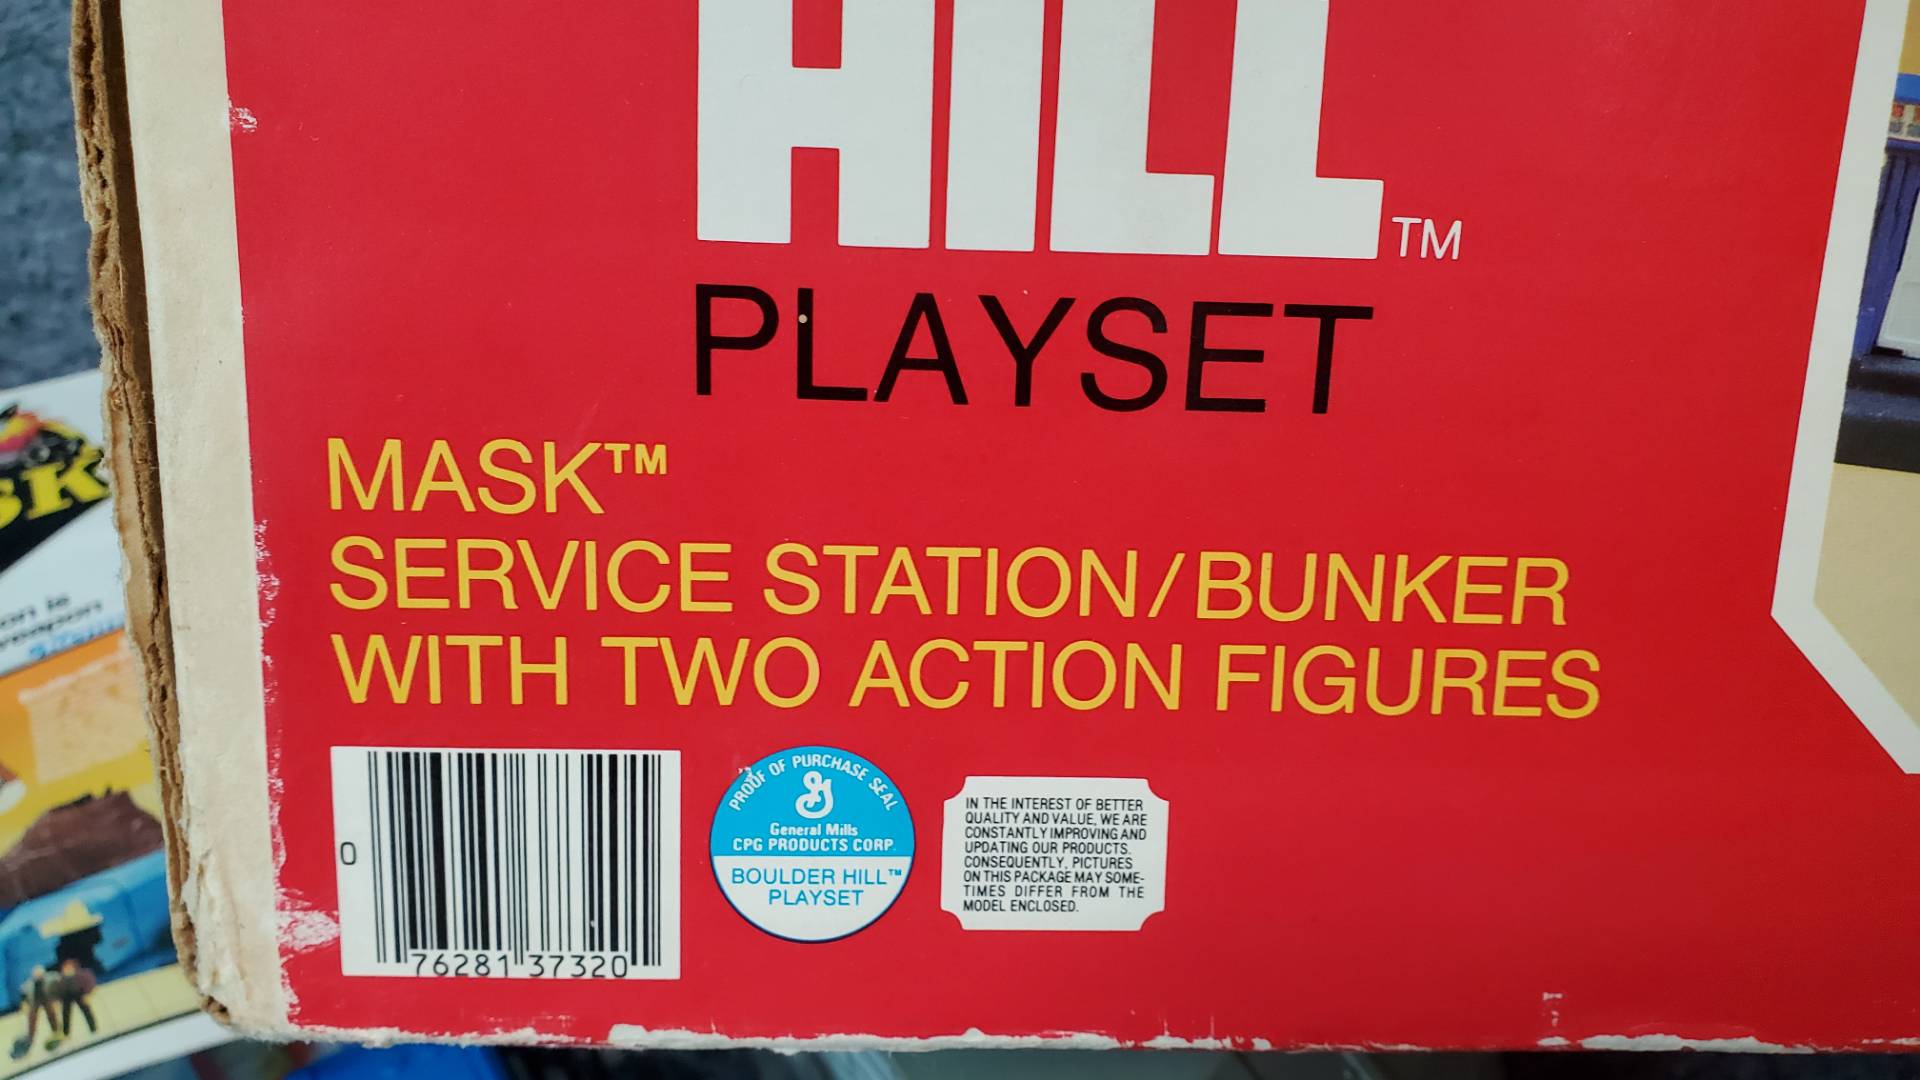 HILL™
PLAYSET
MASK™
SERVICE STATION/BUNKER
WITH TWO ACTION FIGURES
0
76281 37320
PROOF OF PURCHASE SEAL
General Mills
CPG PRODUCTS CORP.
BOULDER HILL™
PLAYSET
IN THE INTEREST OF BETTER
QUALITY AND VALUE, WE ARE
CONSTANTLY IMPROVING AND
UPDATING OUR PRODUCTS.
CONSEQUENTLY, PICTURES
ON THIS PACKAGE MAY SOME-
TIMES DIFFER FROM THE
MODEL ENCLOSED.